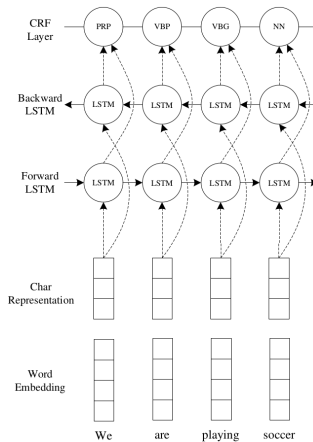 CRF
Layer
PRP VBP VBG NN
Backward
LSTM
LSTM LSTM LSTM LSTM
Forward
LSTM
LSTM LSTM LSTM LSTM
Char
Representation
Word
Embedding
We are playing soccer